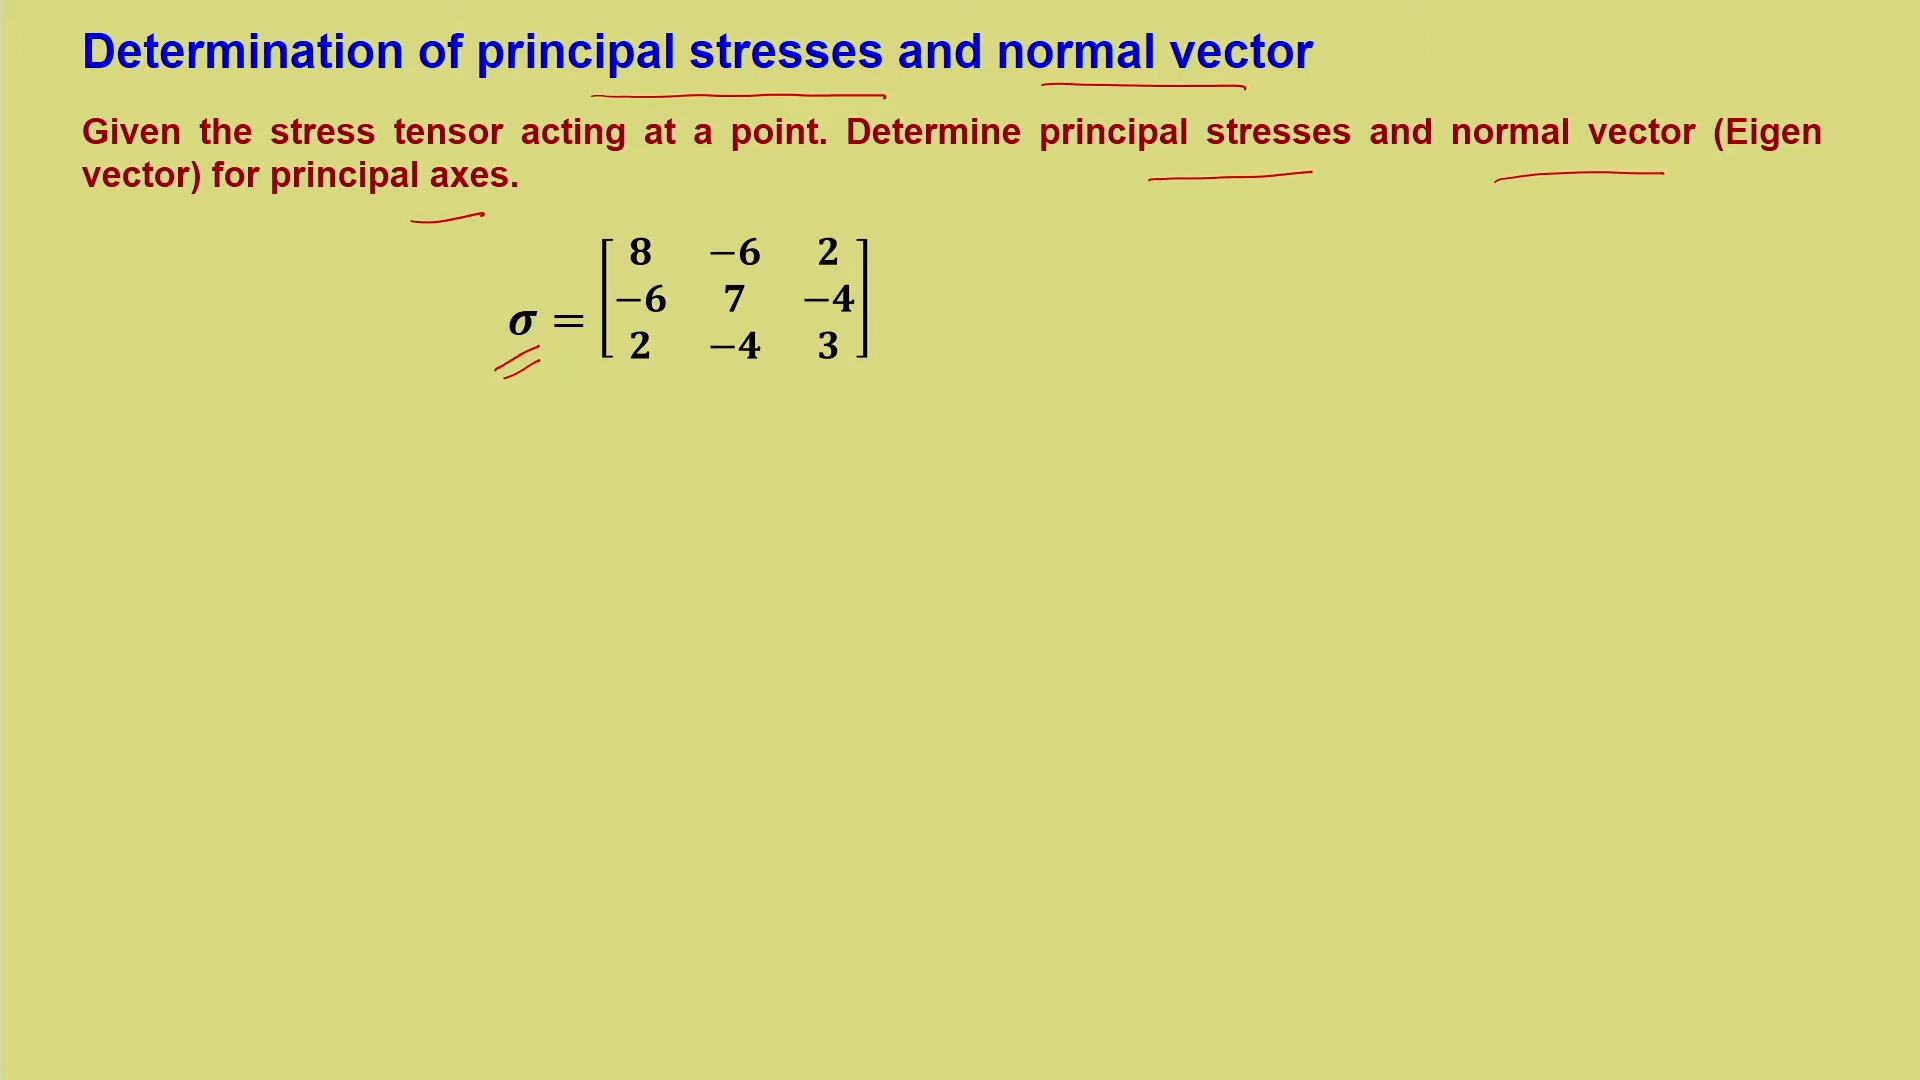 Determination of principal stresses and normal vector
Given the stress tensor acting at a point. Determine principal stresses and normal vector (Eigen
vector) for principal axes.
8 −6 2
−6 7 −4
σ =
2 −4 3